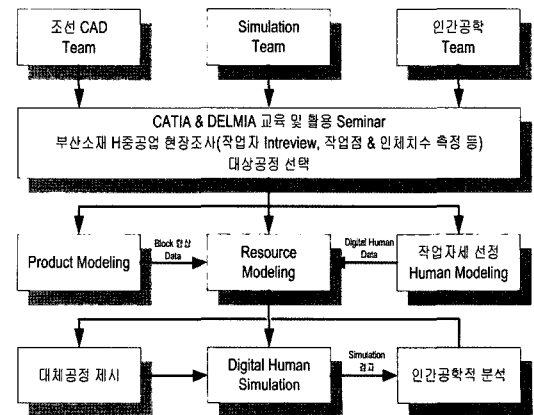 조선 CAD
Team
Simulation
Team
인간공학
Team
CATIA & DELMIA 교육 및 활용 Seminar
부산소재 H중공업 현장조사(작업자 Intreview, 작업점 & 인체치수 측정 등)
대상공정 선택
Product Modeling
Block 형상
Data
Resource
Modeling
Digital Human
Data
작업자세 선정
Human Modeling
대체공정 제시
Digital Human
Simulation
Simulation
결과
인간공학적 분석